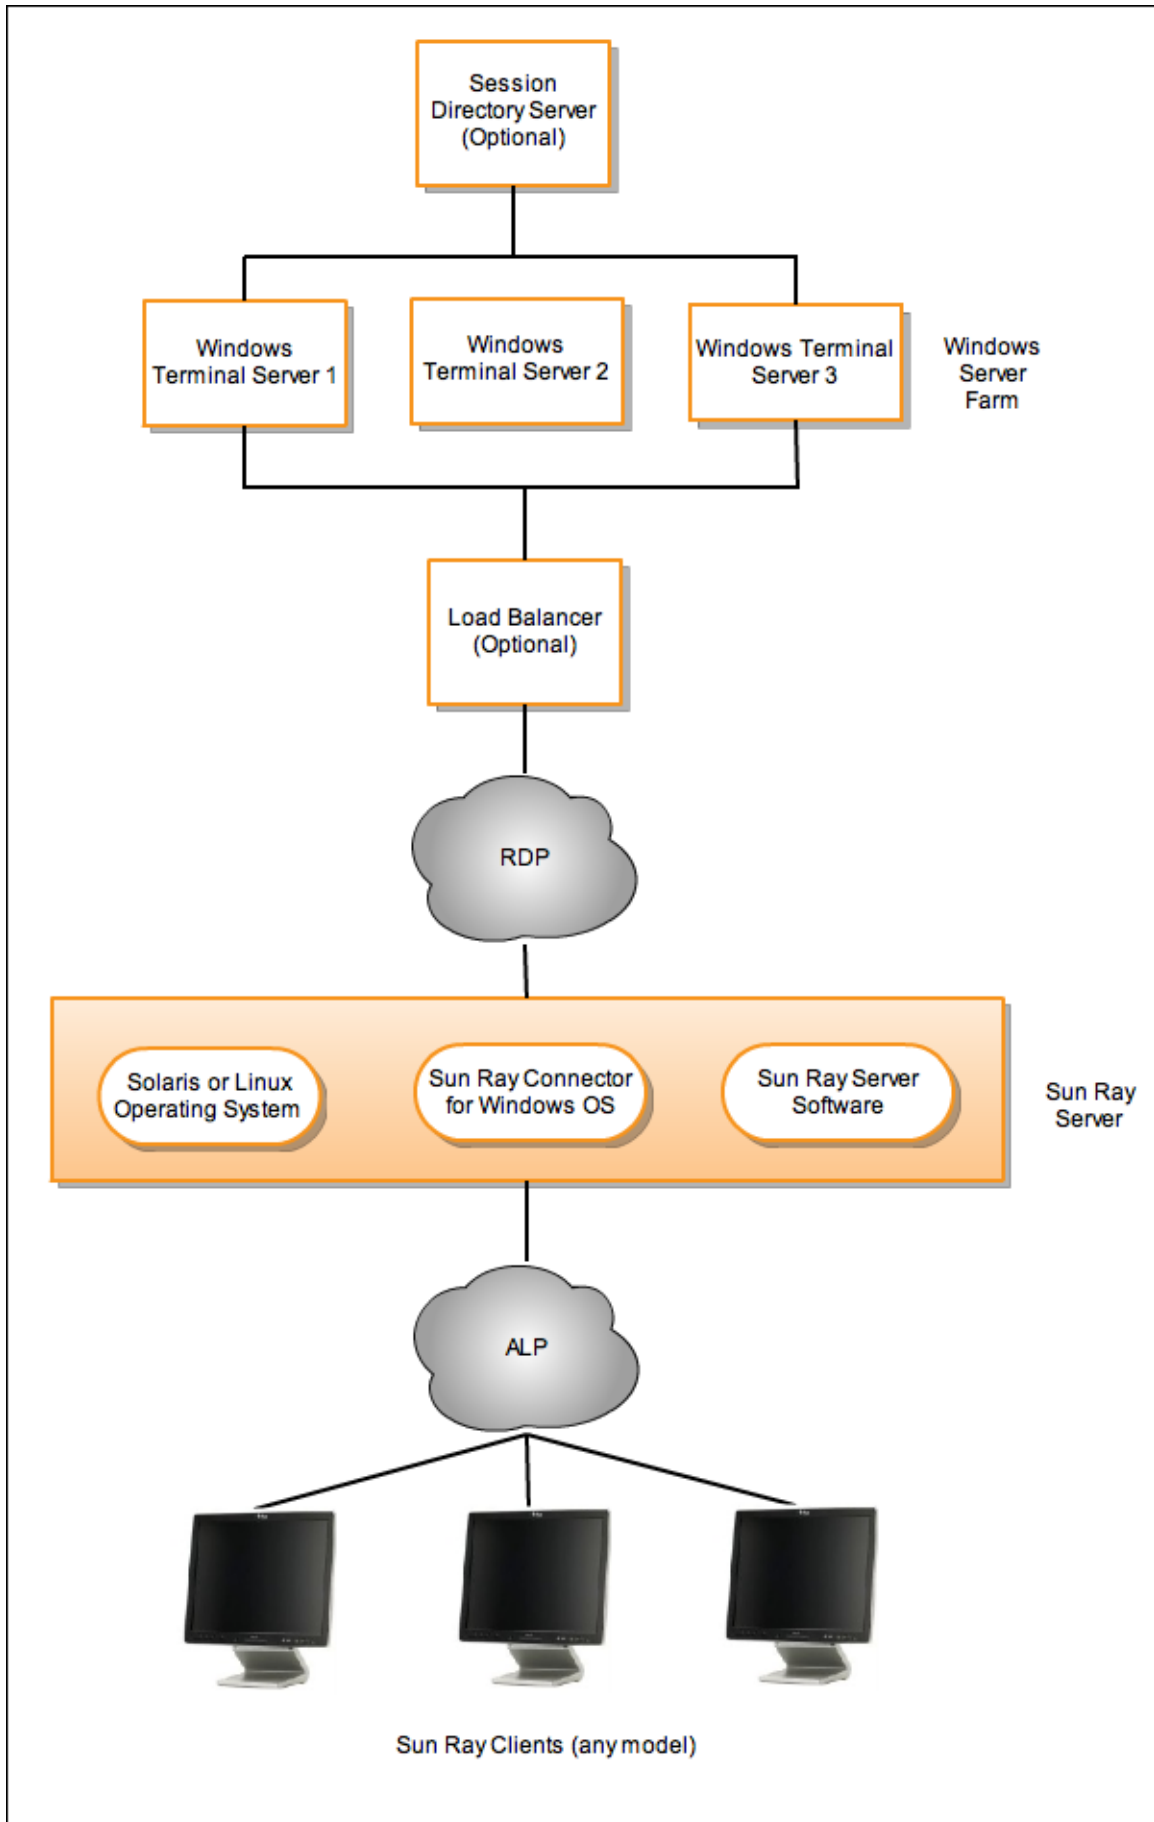 Session
Directory Server
(Optional)
Windows
Terminal Server 1
Windows
Terminal Server 2
Windows Terminal
Server 3
Windows
Server
Farm
Load Balancer
(Optional)
RDP
Solaris or Linux
Operating System
Sun Ray Connector
for Windows OS
Sun Ray Server
Software
Sun Ray
Server
ALP
Sun Ray Clients (any model)